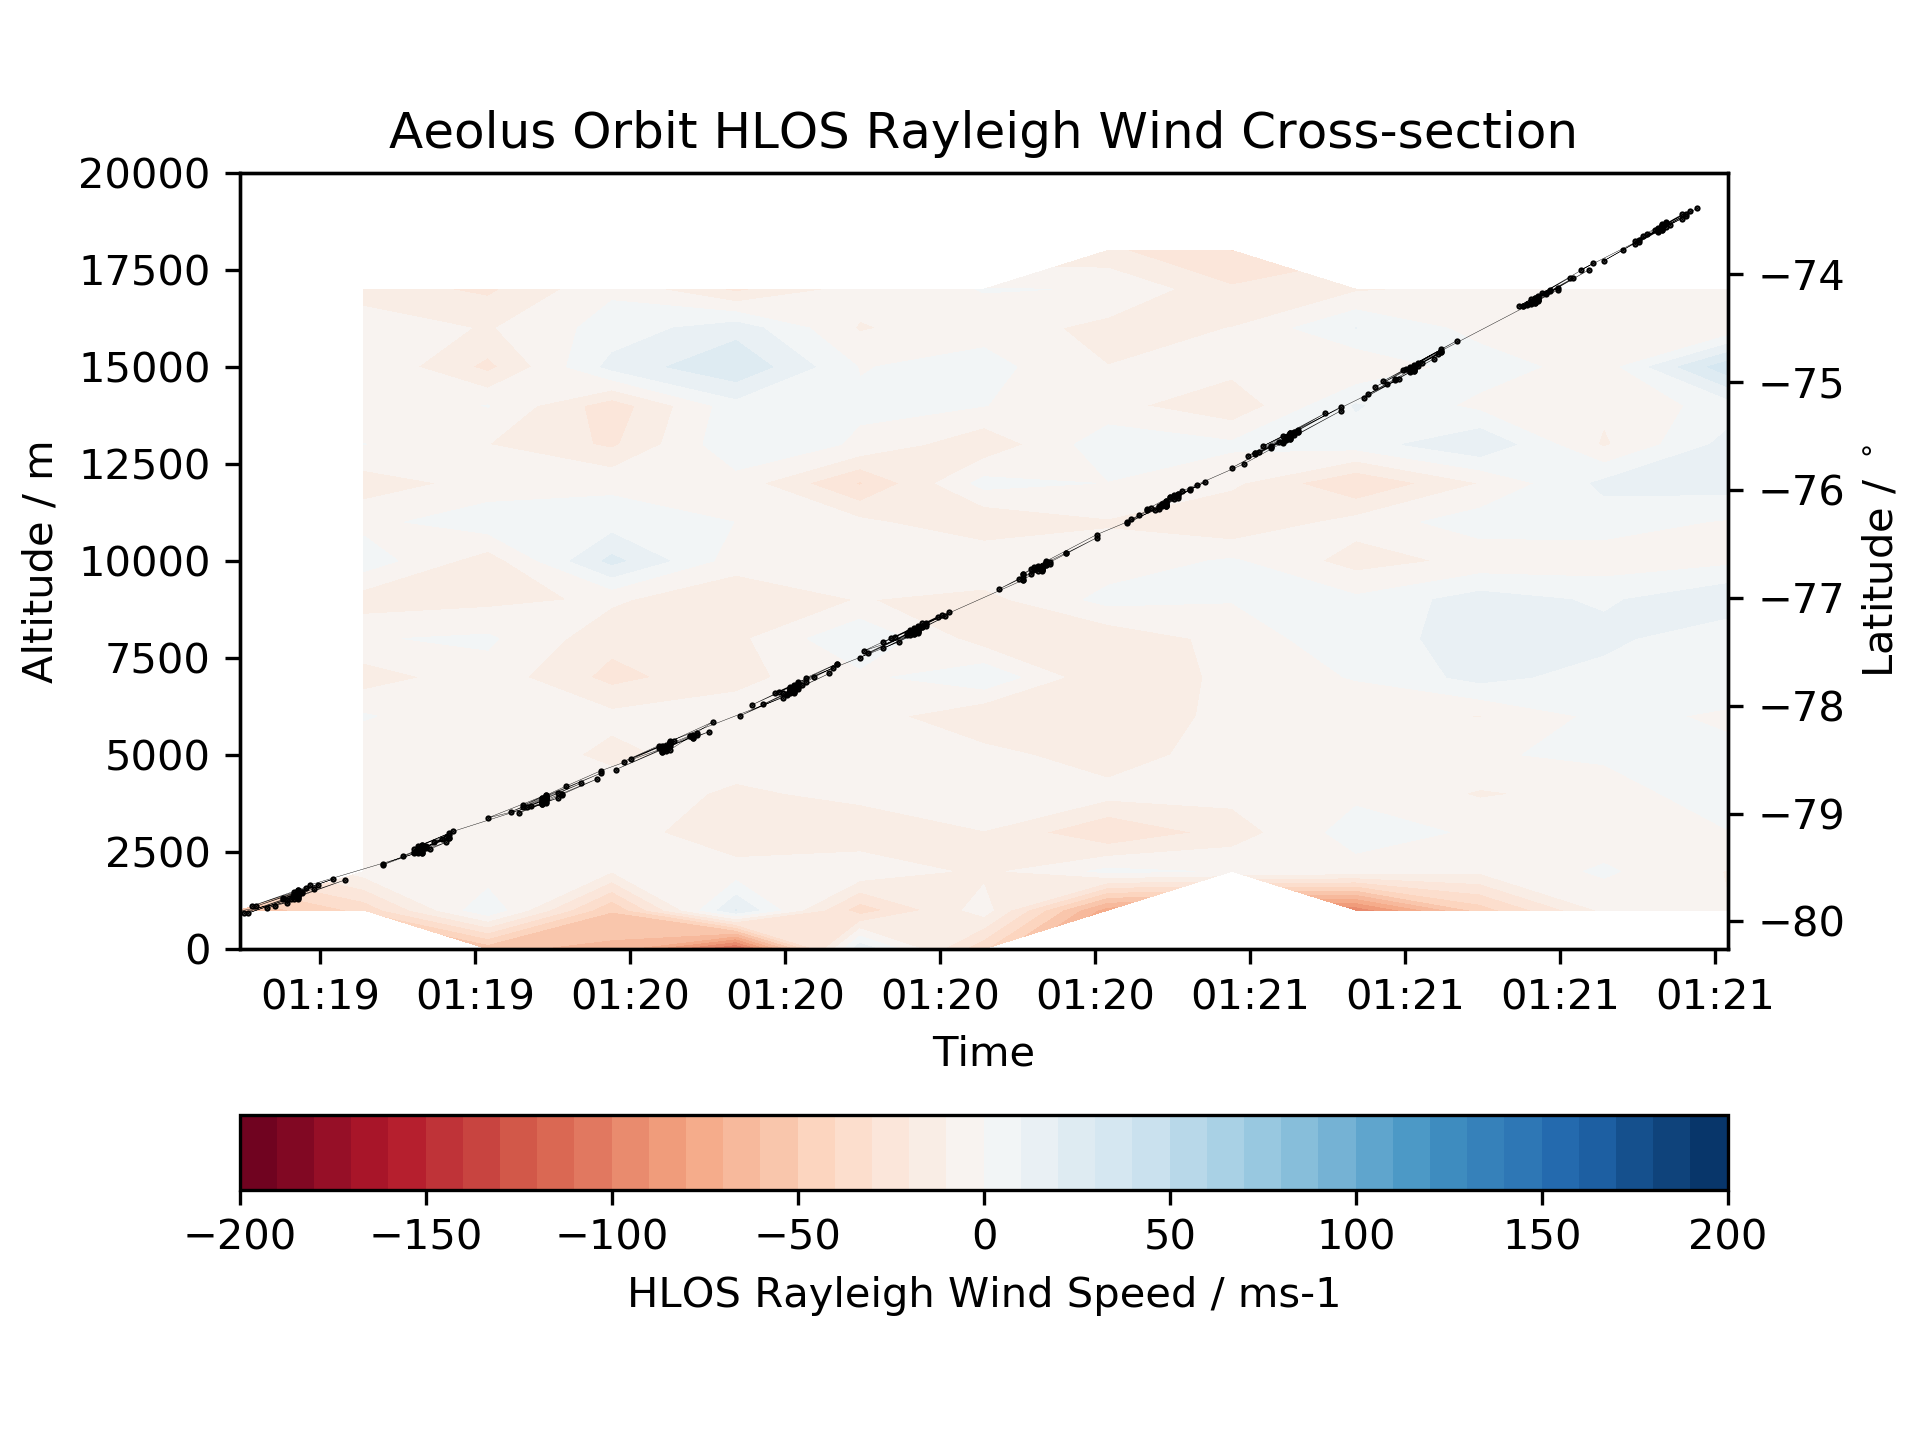 Aeolus Orbit HLOS Rayleigh Wind Cross-section
20000
17500
15000
12500
10000
7500
5000
2500
0
Altitude / m
−74
−75
−76
−77
−78
−79
−80
Latitude / °
01:19 01:19 01:20 01:20 01:20 01:20 01:21 01:21 01:21 01:21
Time
−200 −150 −100 −50 0 50 100 150 200
HLOS Rayleigh Wind Speed / ms-1